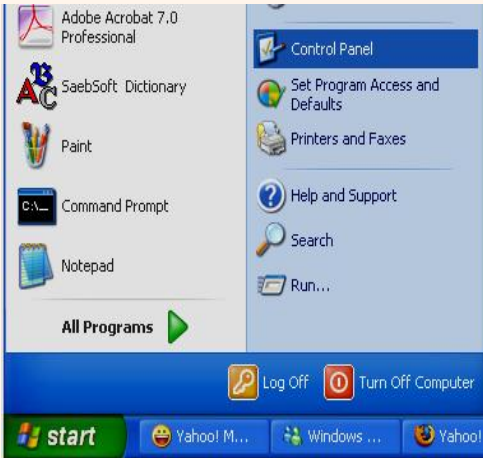 Adobe Acrobat 7.0
Professional
SaebSoft Dictionary
Paint
C:\_
Command Prompt
Notepad
All Programs
Control Panel
Set Program Access and
Defaults
Printers and Faxes
Help and Support
Search
Run...
Log Off
Turn Off Computer
start
Yahoo! M...
Windows ...
Yahoo!